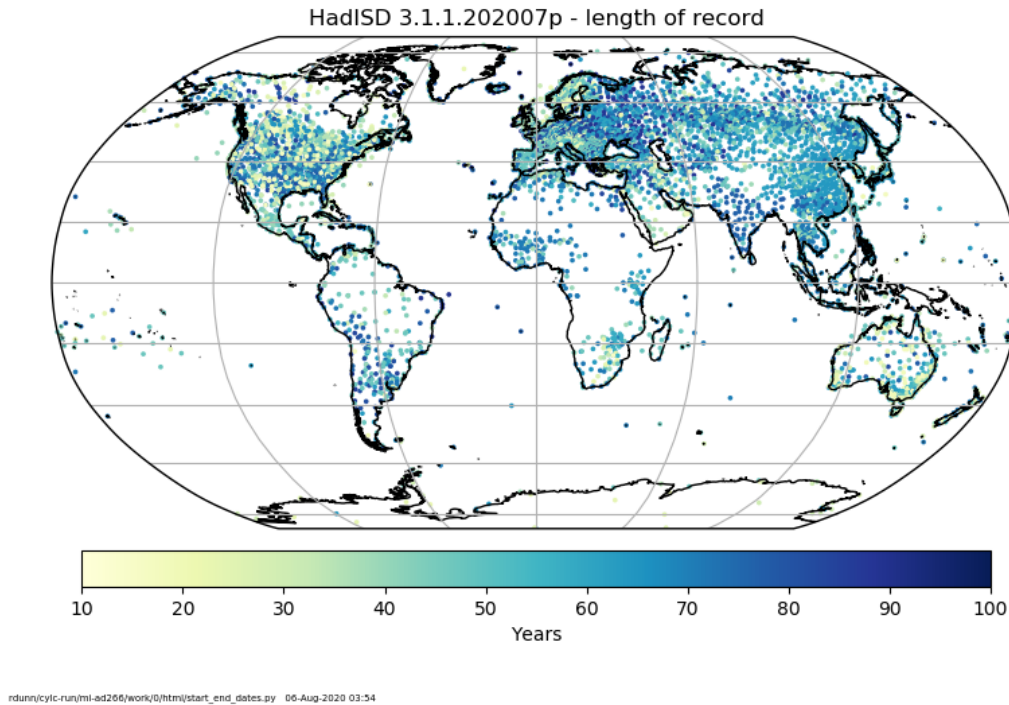 HadISD 3.1.1.202007p - length of record
10 20 30 40 50 60 70 80 90 100
Years
rdunn/cylc-run/mi-ad266/work/0/html/start_end_dates.py 06-Aug-2020 03:54